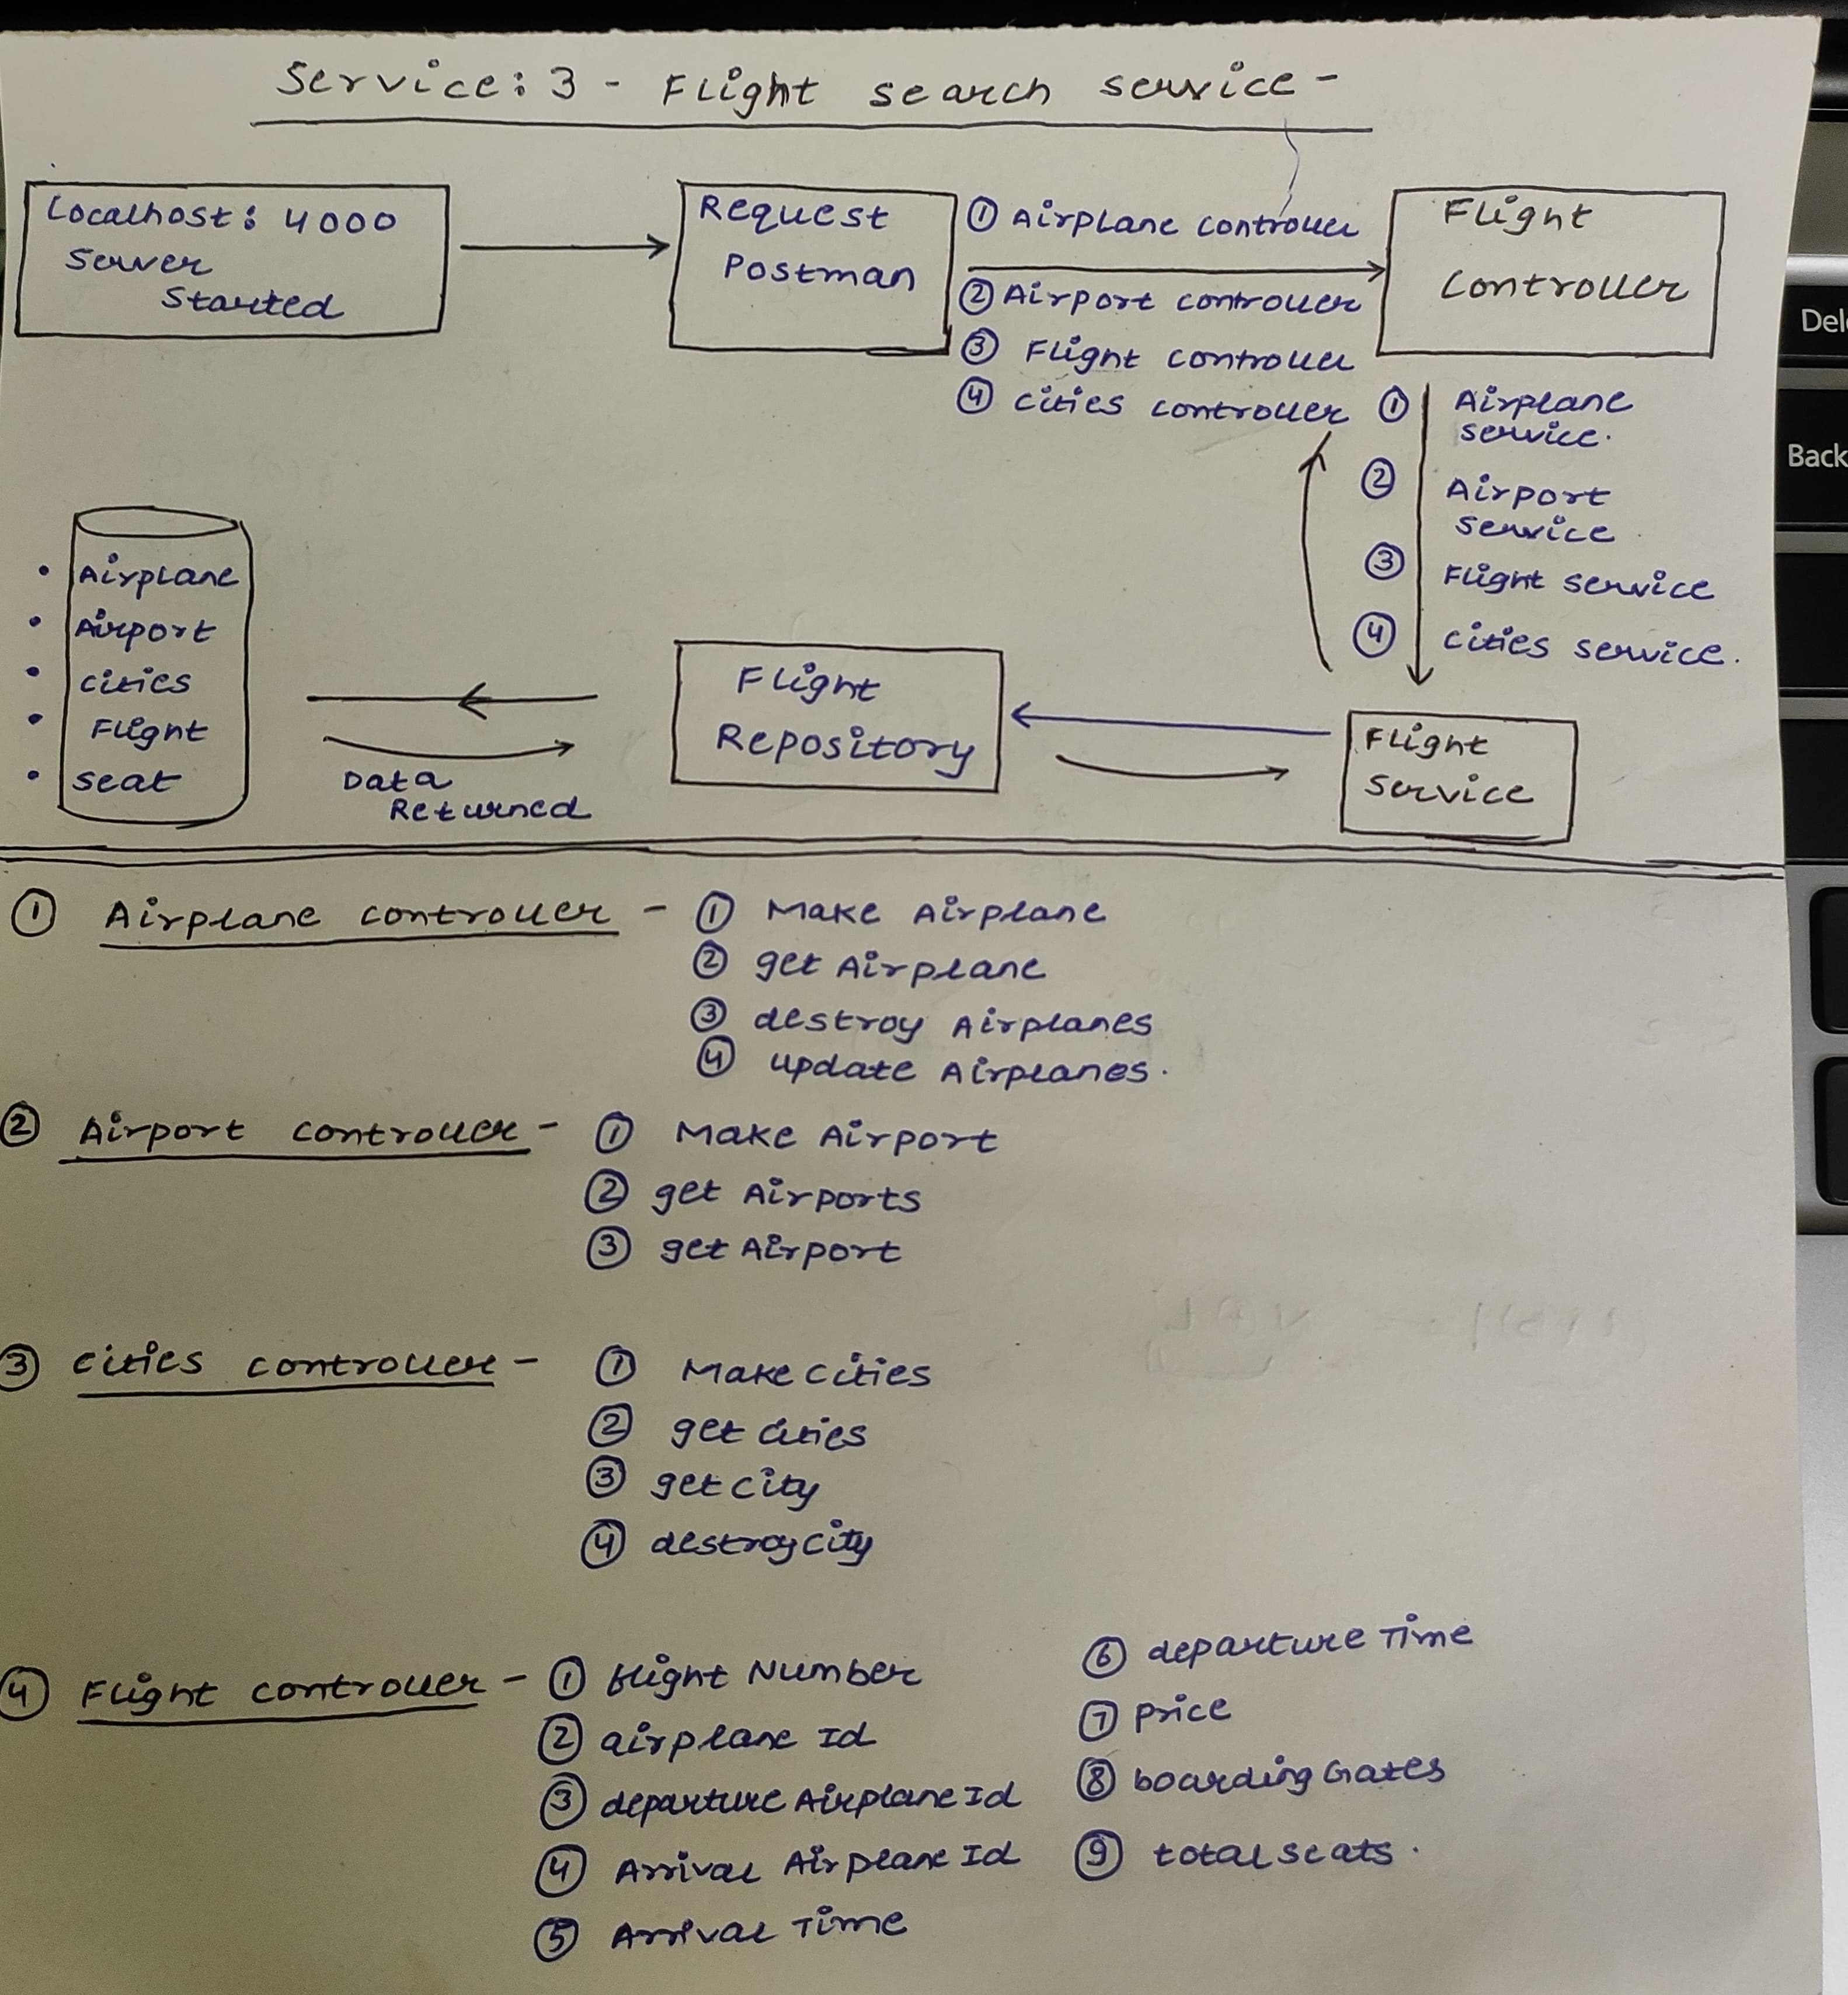 Service: 3 - Flight search service -
Localhost: 4000
Server
Started
Request
Postman
① Airplane controller
② Airport controller
③ Flight controller
④ cities controller
Flight
Controller
① Airplane
service.
② Airport
service
③ Flight service
④ cities service.
• Airplane
• Airport
• cities
• Flight
• seat
Data
Returned
Flight
Repository
Flight
Service
① Airplane controller - ① Make Airplane
② get Airplane
③ destroy Airplanes
④ update Airplanes.
② Airport controller - ① Make Airport
② get Airports
③ get Airport
③ cities controller - ① Make cities
② get cities
③ get city
④ destroy city
④ Flight controller - ① flight Number
② airplane Id
③ departure Airplane Id
④ Arrival Airplane Id
⑤ Arrival Time
⑥ departure Time
⑦ price
⑧ boarding Gates
⑨ total seats.
Del
Back